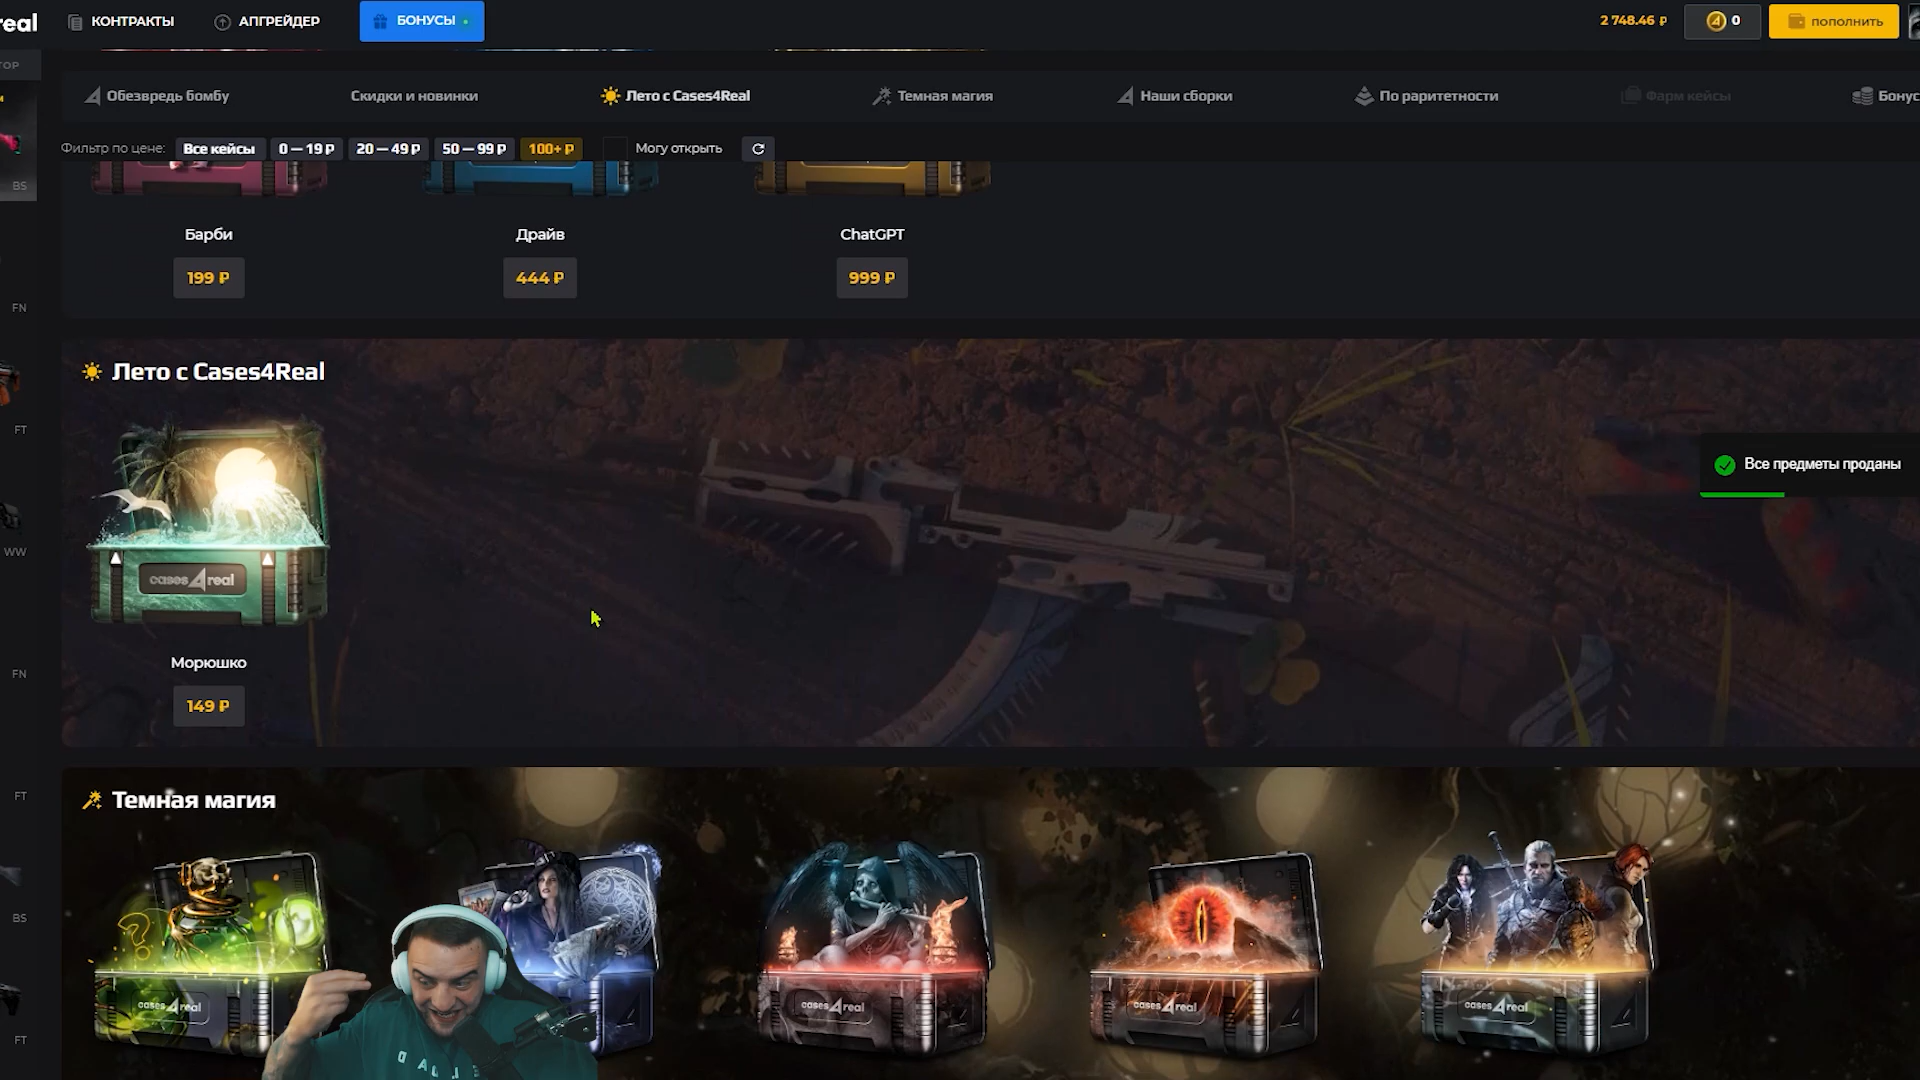 real
КОНТРАКТЫ
АПГРЕЙДЕР
БОНУСЫ
2 748.46 ₽
0
пополнить
Обезвредь бомбу
Скидки и новинки
Лето с Cases4Real
Темная магия
Наши сборки
По раритетности
Фарм кейсы
Бонус
Фильтр по цене:
Все кейсы
0 — 19 ₽
20 — 49 ₽
50 — 99 ₽
100+ ₽
Могу открыть
BS
FN
FT
WW
FN
FT
BS
FT
Барби
Драйв
ChatGPT
199 ₽
444 ₽
999 ₽
Лето с Cases4Real
cases4real
Морюшко
149 ₽
Все предметы проданы
Темная магия
cases4real
cases4real
cases4real
cases4real